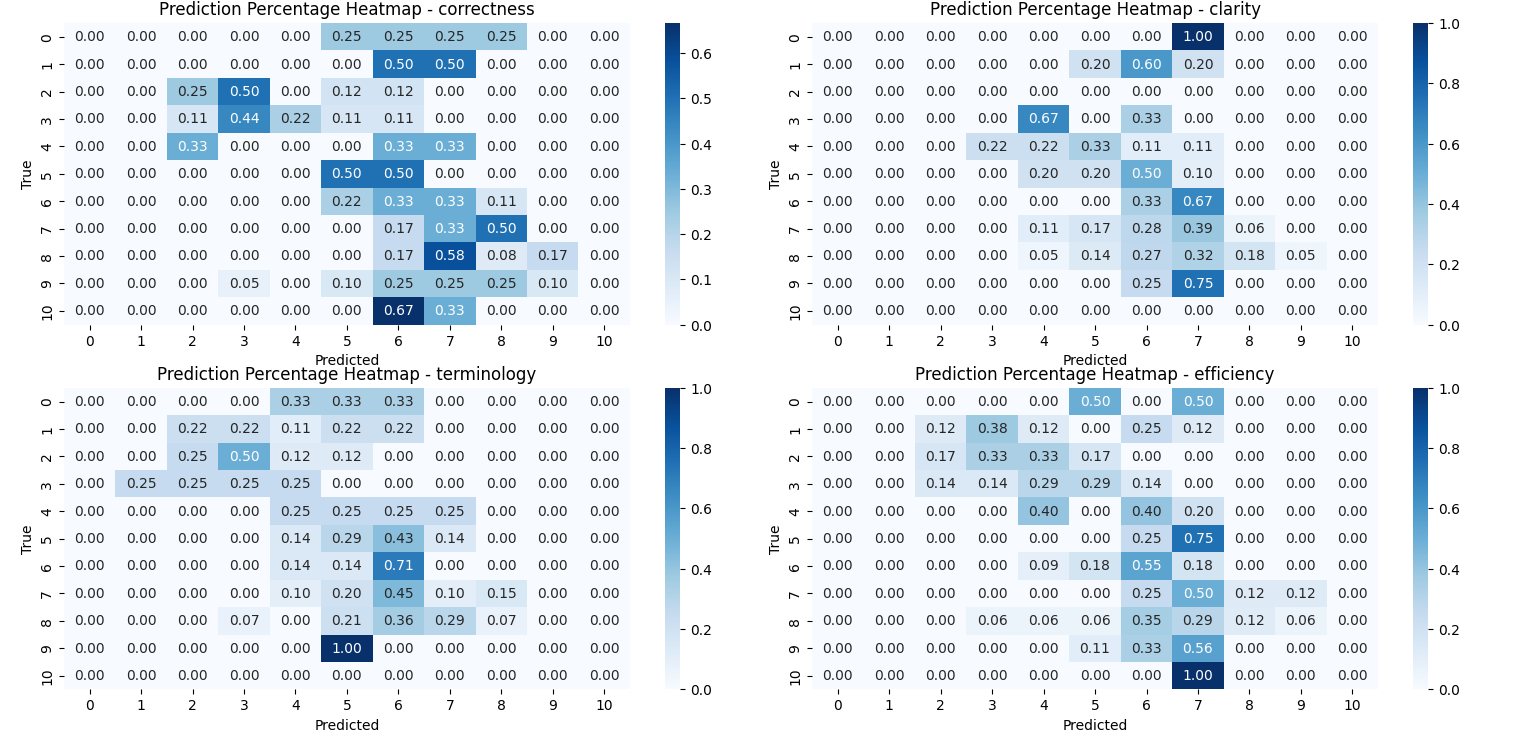 Prediction Percentage Heatmap - correctness
0 0.00 0.00 0.00 0.00 0.00 0.25 0.25 0.25 0.25 0.00 0.00
1 0.00 0.00 0.00 0.00 0.00 0.00 0.50 0.50 0.00 0.00 0.00
2 0.00 0.00 0.25 0.50 0.00 0.12 0.12 0.00 0.00 0.00 0.00
3 0.00 0.00 0.11 0.44 0.22 0.11 0.11 0.00 0.00 0.00 0.00
4 0.00 0.00 0.33 0.00 0.00 0.00 0.33 0.33 0.00 0.00 0.00
5 0.00 0.00 0.00 0.00 0.00 0.50 0.50 0.00 0.00 0.00 0.00
6 0.00 0.00 0.00 0.00 0.00 0.22 0.33 0.33 0.11 0.00 0.00
7 0.00 0.00 0.00 0.00 0.00 0.00 0.17 0.33 0.50 0.00 0.00
8 0.00 0.00 0.00 0.00 0.00 0.00 0.17 0.58 0.08 0.17 0.00
9 0.00 0.00 0.00 0.05 0.00 0.10 0.25 0.25 0.25 0.10 0.00
10 0.00 0.00 0.00 0.00 0.00 0.00 0.67 0.33 0.00 0.00 0.00
0 1 2 3 4 5 6 7 8 9 10
True
Predicted
0.6
0.5
0.4
0.3
0.2
0.1
0.0
Prediction Percentage Heatmap - clarity
0 0.00 0.00 0.00 0.00 0.00 0.00 0.00 1.00 0.00 0.00 0.00
1 0.00 0.00 0.00 0.00 0.00 0.20 0.60 0.20 0.00 0.00 0.00
2 0.00 0.00 0.00 0.00 0.00 0.00 0.00 0.00 0.00 0.00 0.00
3 0.00 0.00 0.00 0.00 0.67 0.00 0.33 0.00 0.00 0.00 0.00
4 0.00 0.00 0.00 0.22 0.22 0.33 0.11 0.11 0.00 0.00 0.00
5 0.00 0.00 0.00 0.00 0.20 0.20 0.50 0.10 0.00 0.00 0.00
6 0.00 0.00 0.00 0.00 0.00 0.00 0.33 0.67 0.00 0.00 0.00
7 0.00 0.00 0.00 0.00 0.11 0.17 0.28 0.39 0.06 0.00 0.00
8 0.00 0.00 0.00 0.00 0.05 0.14 0.27 0.32 0.18 0.05 0.00
9 0.00 0.00 0.00 0.00 0.00 0.00 0.25 0.75 0.00 0.00 0.00
10 0.00 0.00 0.00 0.00 0.00 0.00 0.00 0.00 0.00 0.00 0.00
0 1 2 3 4 5 6 7 8 9 10
True
Predicted
1.0
0.8
0.6
0.4
0.2
0.0
Prediction Percentage Heatmap - terminology
0 0.00 0.00 0.00 0.00 0.33 0.33 0.33 0.00 0.00 0.00 0.00
1 0.00 0.00 0.22 0.22 0.11 0.22 0.22 0.00 0.00 0.00 0.00
2 0.00 0.00 0.25 0.50 0.12 0.12 0.00 0.00 0.00 0.00 0.00
3 0.00 0.25 0.25 0.25 0.25 0.00 0.00 0.00 0.00 0.00 0.00
4 0.00 0.00 0.00 0.00 0.25 0.25 0.25 0.25 0.00 0.00 0.00
5 0.00 0.00 0.00 0.00 0.14 0.29 0.43 0.14 0.00 0.00 0.00
6 0.00 0.00 0.00 0.00 0.14 0.14 0.71 0.00 0.00 0.00 0.00
7 0.00 0.00 0.00 0.00 0.10 0.20 0.45 0.10 0.15 0.00 0.00
8 0.00 0.00 0.00 0.07 0.00 0.21 0.36 0.29 0.07 0.00 0.00
9 0.00 0.00 0.00 0.00 0.00 1.00 0.00 0.00 0.00 0.00 0.00
10 0.00 0.00 0.00 0.00 0.00 0.00 0.00 0.00 0.00 0.00 0.00
0 1 2 3 4 5 6 7 8 9 10
True
Predicted
1.0
0.8
0.6
0.4
0.2
0.0
Prediction Percentage Heatmap - efficiency
0 0.00 0.00 0.00 0.00 0.00 0.50 0.00 0.50 0.00 0.00 0.00
1 0.00 0.00 0.12 0.38 0.12 0.00 0.25 0.12 0.00 0.00 0.00
2 0.00 0.00 0.17 0.33 0.33 0.17 0.00 0.00 0.00 0.00 0.00
3 0.00 0.00 0.14 0.14 0.29 0.29 0.14 0.00 0.00 0.00 0.00
4 0.00 0.00 0.00 0.00 0.40 0.00 0.40 0.20 0.00 0.00 0.00
5 0.00 0.00 0.00 0.00 0.00 0.00 0.25 0.75 0.00 0.00 0.00
6 0.00 0.00 0.00 0.00 0.09 0.18 0.55 0.18 0.00 0.00 0.00
7 0.00 0.00 0.00 0.00 0.00 0.00 0.25 0.50 0.12 0.12 0.00
8 0.00 0.00 0.00 0.06 0.06 0.06 0.35 0.29 0.12 0.06 0.00
9 0.00 0.00 0.00 0.00 0.00 0.11 0.33 0.56 0.00 0.00 0.00
10 0.00 0.00 0.00 0.00 0.00 0.00 0.00 1.00 0.00 0.00 0.00
0 1 2 3 4 5 6 7 8 9 10
True
Predicted
1.0
0.8
0.6
0.4
0.2
0.0